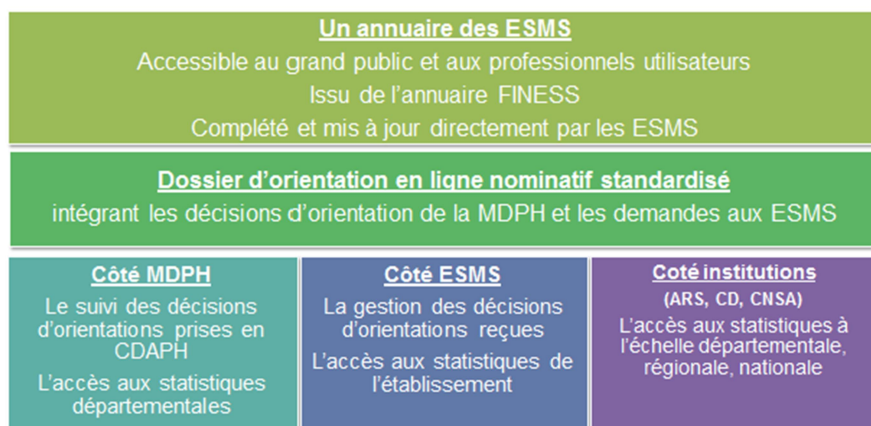 Un annuaire des ESMS
Accessible au grand public et aux professionnels utilisateurs
Issu de l'annuaire FINESS
Complété et mis à jour directement par les ESMS
Dossier d'orientation en ligne nominatif standardisé
intégrant les décisions d'orientation de la MDPH et les demandes aux ESMS
Côté MDPH
Le suivi des décisions
d'orientations prises en
CDAPH
L'accès aux statistiques
départementales
Côté ESMS
La gestion des décisions
d'orientations reçues
L'accès aux statistiques de
l'établissement
Coté institutions
(ARS, CD, CNSA)
L'accès aux statistiques à
l'échelle départementale,
régionale, nationale